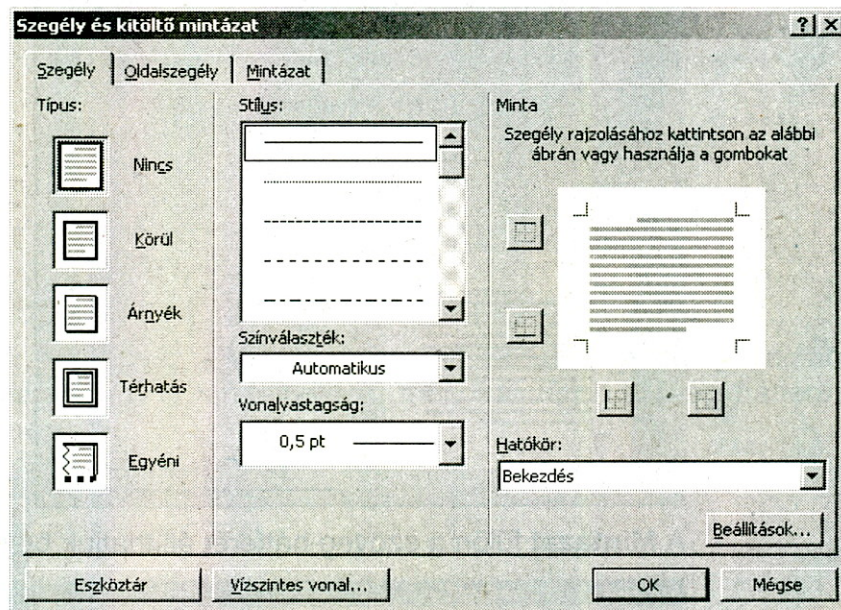 Szegély és kitöltő mintázat
Szegély
Oldalszegély
Mintázat
Típus:
Nincs
Körül
Árnyék
Térhatás
Egyéni
Stílus:
Színválaszték:
Automatikus
Vonalvastagság:
0,5 pt
Minta
Szegély rajzolásához kattintson az alábbi
ábrán vagy használja a gombokat
Hatókör:
Bekezdés
Beállítások...
Eszköztár
Vízszintes vonal...
OK
Mégse